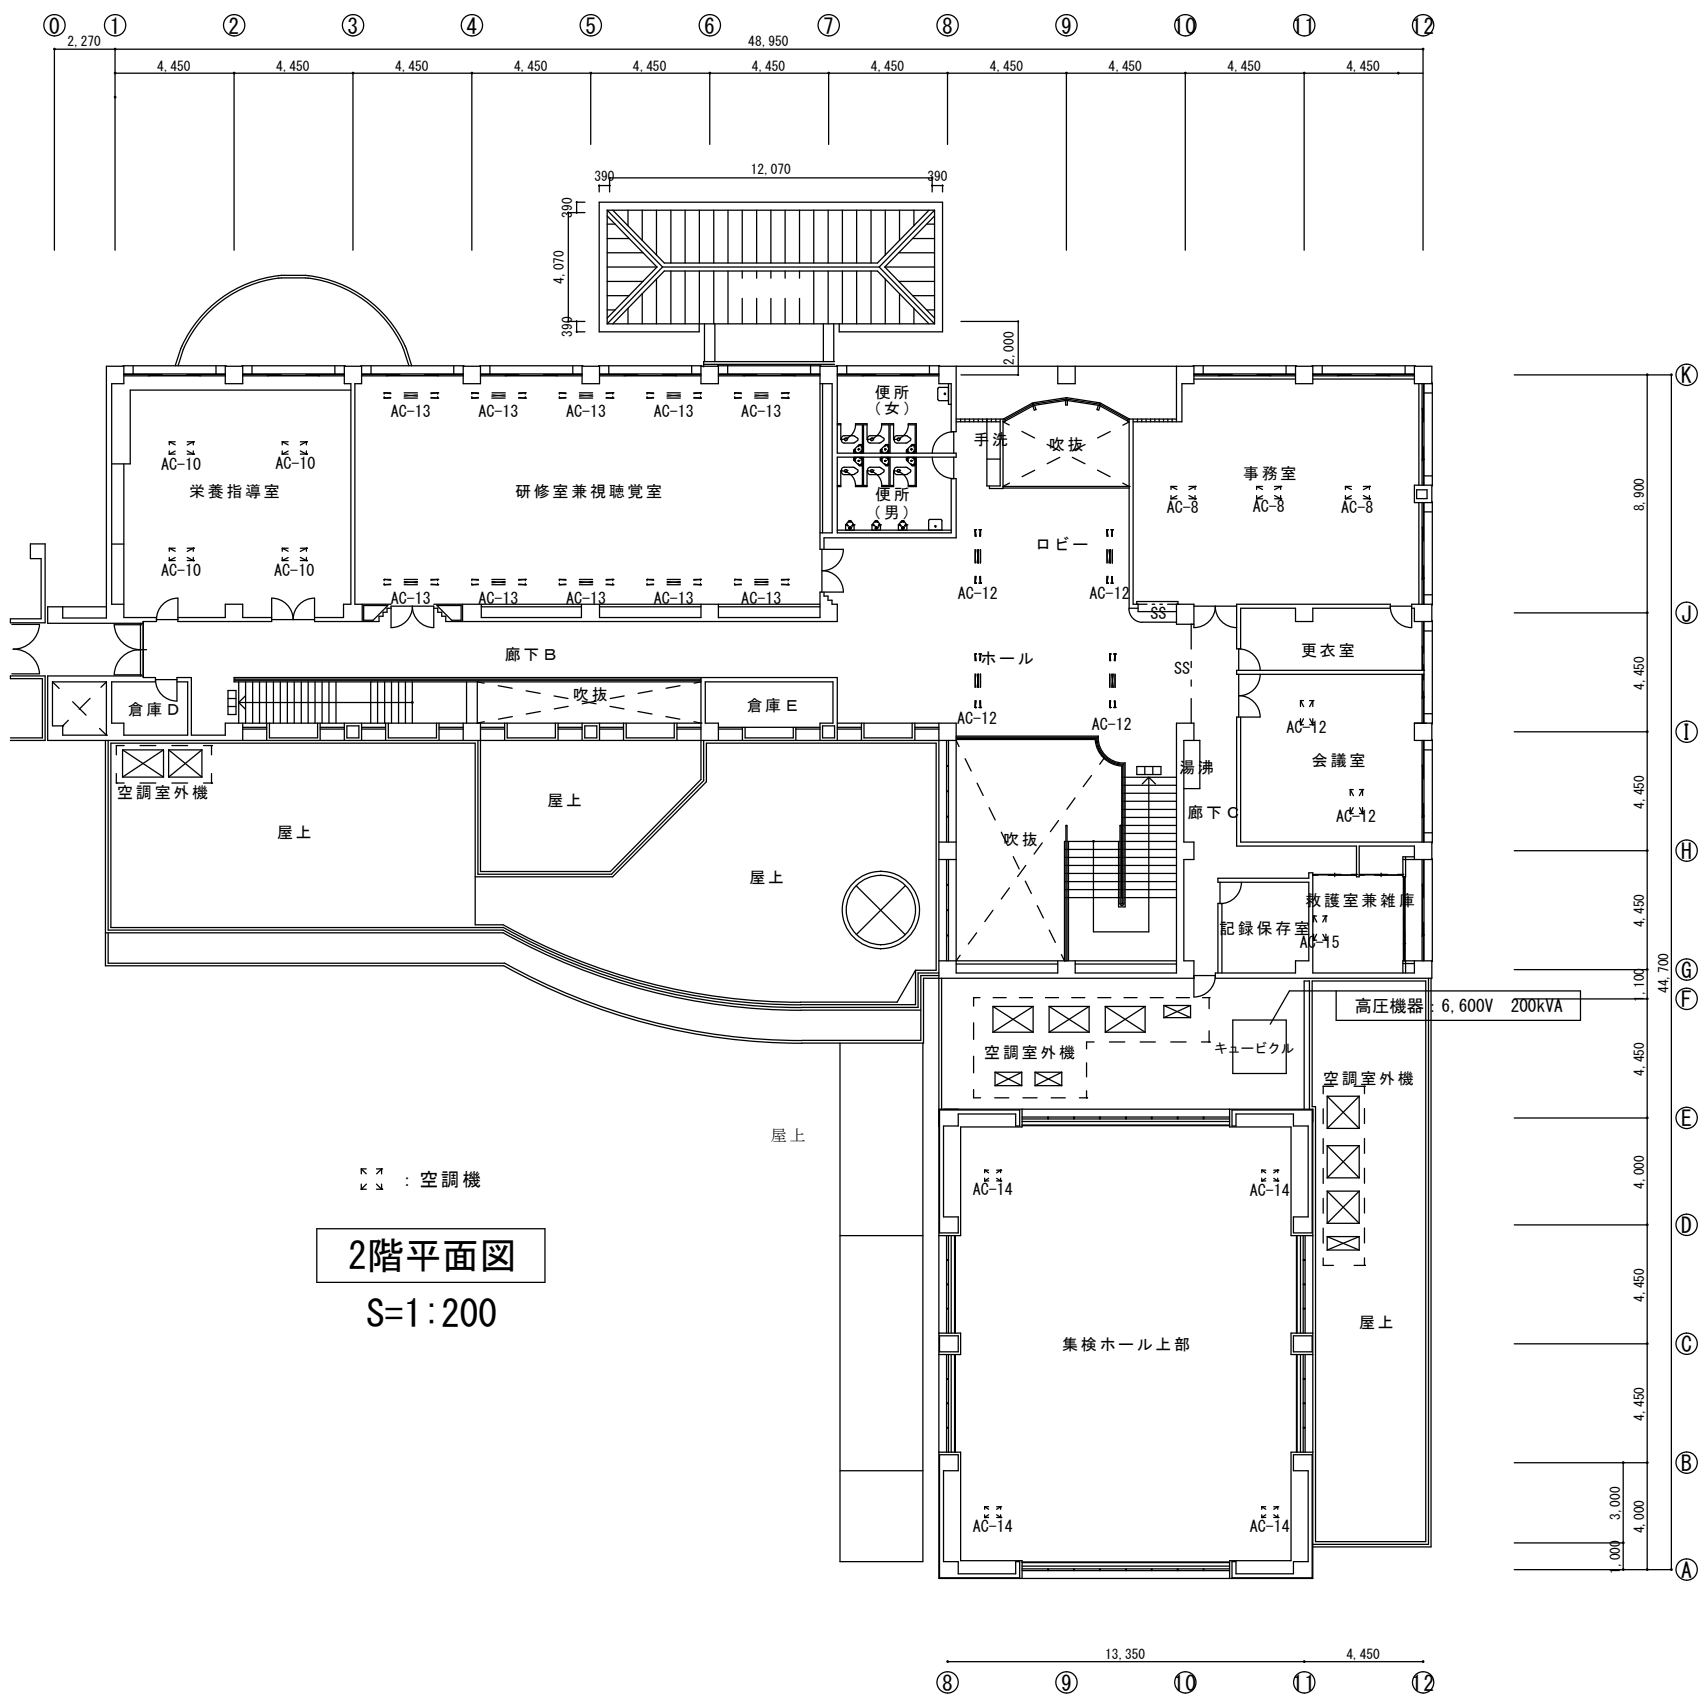 0 1 2 3 4 5 6 7 8 9 10 11 12
2,270 48,950
4,450 4,450 4,450 4,450 4,450 4,450 4,450 4,450 4,450 4,450 4,450
390 12,070 390
390
4,070
390
2,000
K
便所
(女)
AC-13 AC-13 AC-13 AC-13 AC-13
手洗 吹抜
AC-10 AC-10
事務室
栄養指導室 研修室兼視聴覚室
便所
(男)
AC-8 AC-8 AC-8
8,900
ロビー
AC-10 AC-10
AC-12 AC-12
AC-13 AC-13 AC-13 AC-13 AC-13
SS
J
廊下B
ホール
SS
更衣室
4,450
倉庫D 吹抜 倉庫E
AC-12 AC-12 AC-12
I
空調室外機
屋上
湯沸
会議室
4,450
屋上
廊下C
AC-12
吹抜
H
屋上
救護室兼雑庫
記録保存室
AC-15
4,450
G
1,100
44,700
F
高圧機器：6,600V 200kVA
空調室外機
キュービクル
空調室外機
4,450
E
屋上
：空調機
AC-14 AC-14
4,000
D
2階平面図
S=1:200
4,450
屋上
集検ホール上部
C
4,450
B
AC-14 AC-14
3,000
4,000
1,000
A
13,350 4,450
8 9 10 11 12